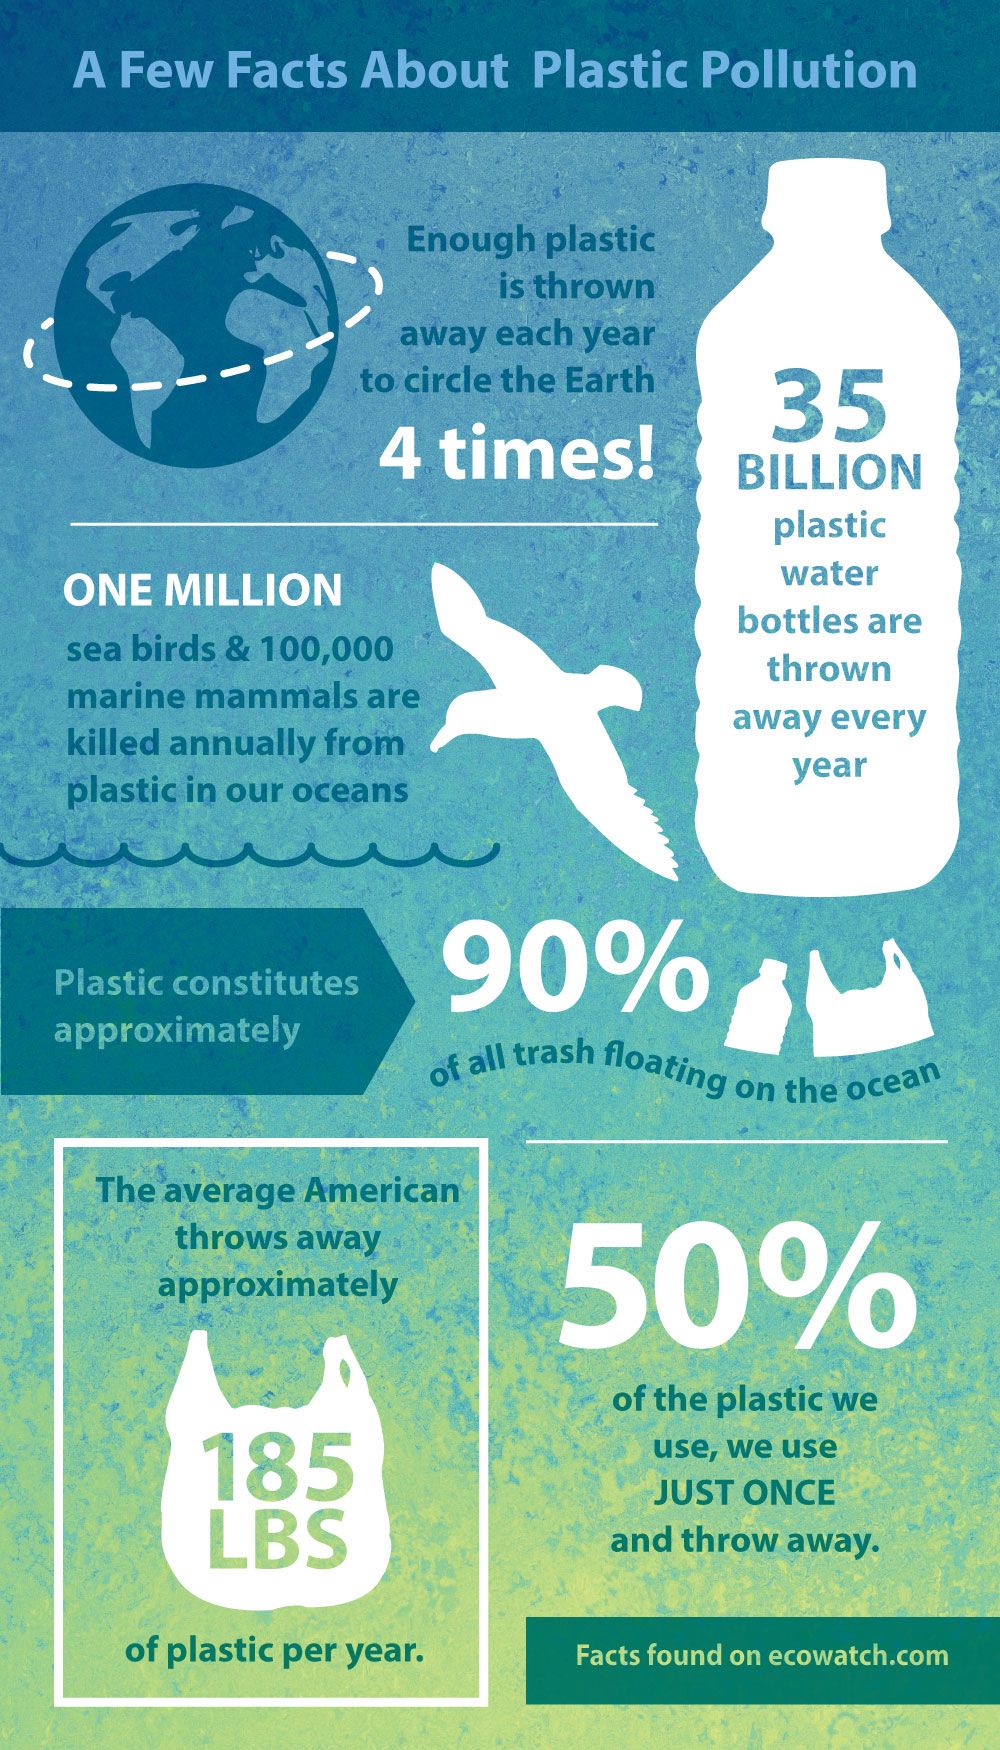 A Few Facts About Plastic Pollution
Enough plastic
is thrown
away each year
to circle the Earth
4 times!
35
BILLION
plastic
water
bottles are
thrown
away every
year
ONE MILLION
sea birds & 100,000
marine mammals are
killed annually from
plastic in our oceans
Plastic constitutes
approximately
90%
of all trash floating on the ocean
The average American
throws away
approximately
185
LBS
of plastic per year.
50%
of the plastic we
use, we use
JUST ONCE
and throw away.
Facts found on ecowatch.com